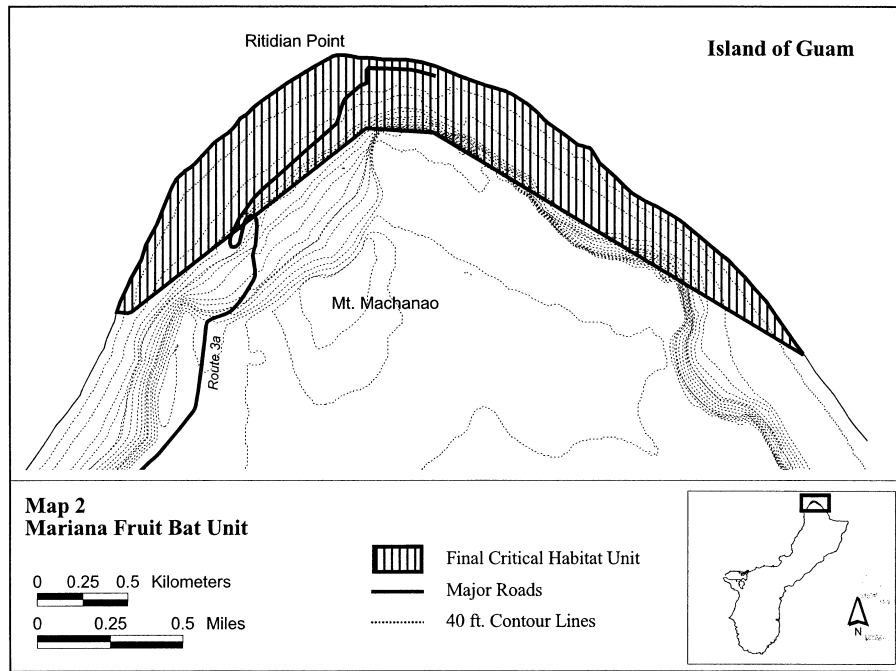 Ritidian Point
Island of Guam
Mt. Machanao
Route 3a
Map 2
Mariana Fruit Bat Unit
0 0.25 0.5 Kilometers
0 0.25 0.5 Miles
Final Critical Habitat Unit
Major Roads
40 ft. Contour Lines
N